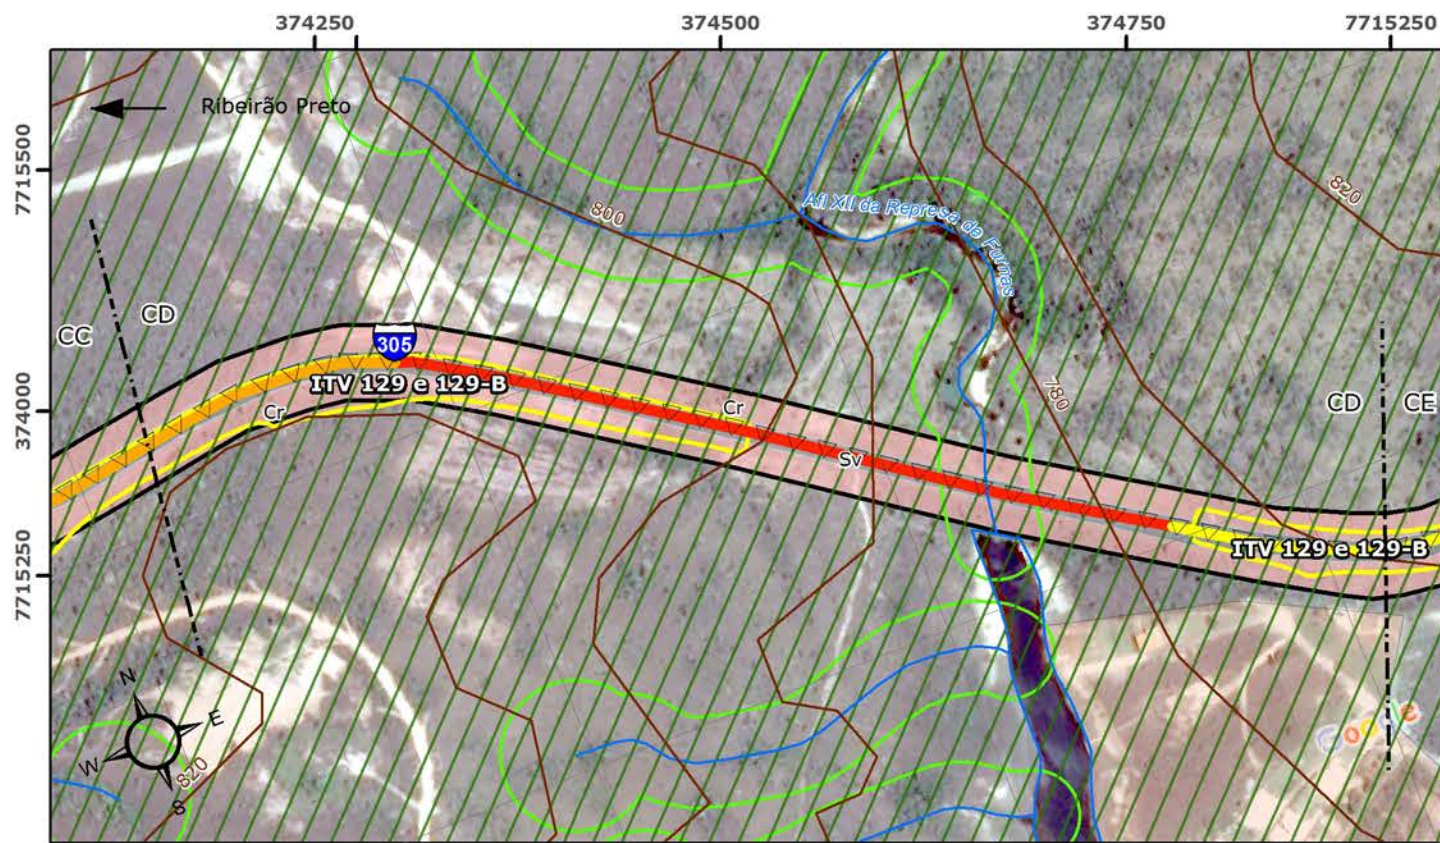 374250
374500
374750
7715250
Ribeirão Preto
7715500
820
Afl XII da Represa de Furnas
800
CC
CD
305
ITV 129 e 129-B
780
CD
CE
374000
Cr
Cr
Sv
ITV 129 e 129-B
7715250
N
E
W
S
820
Google